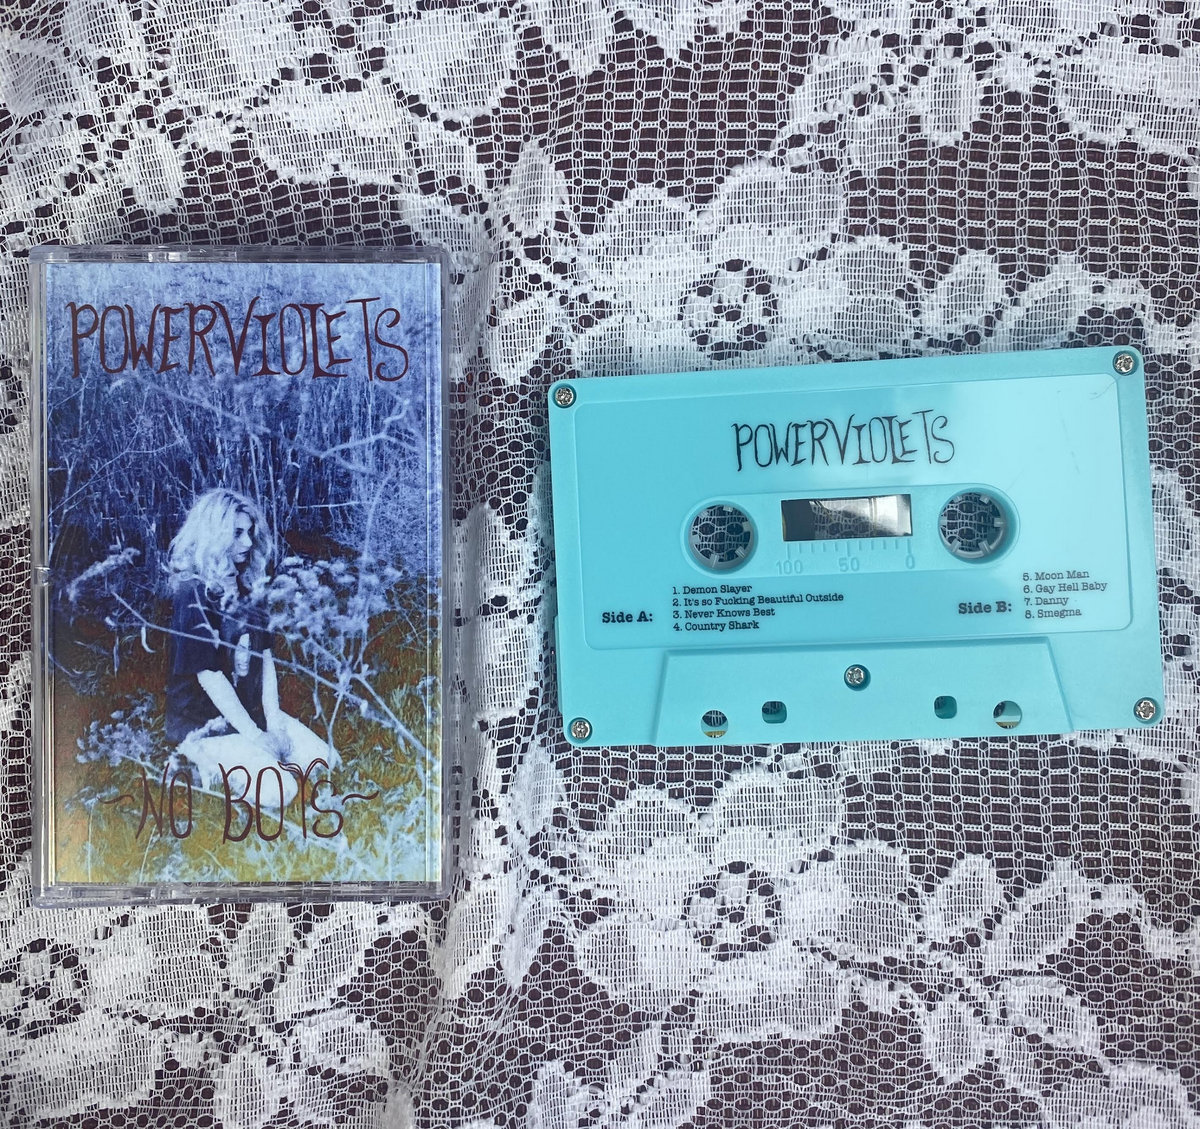 POWERVIOLETS
~NO BOYS~
POWERVIOLETS
100 50 0
Side A:
1. Demon Slayer
2. It's so Fucking Beautiful Outside
3. Never Knows Best
4. Country Shark
Side B:
5. Moon Man
6. Gay Hell Baby
7. Danny
8. Smegma